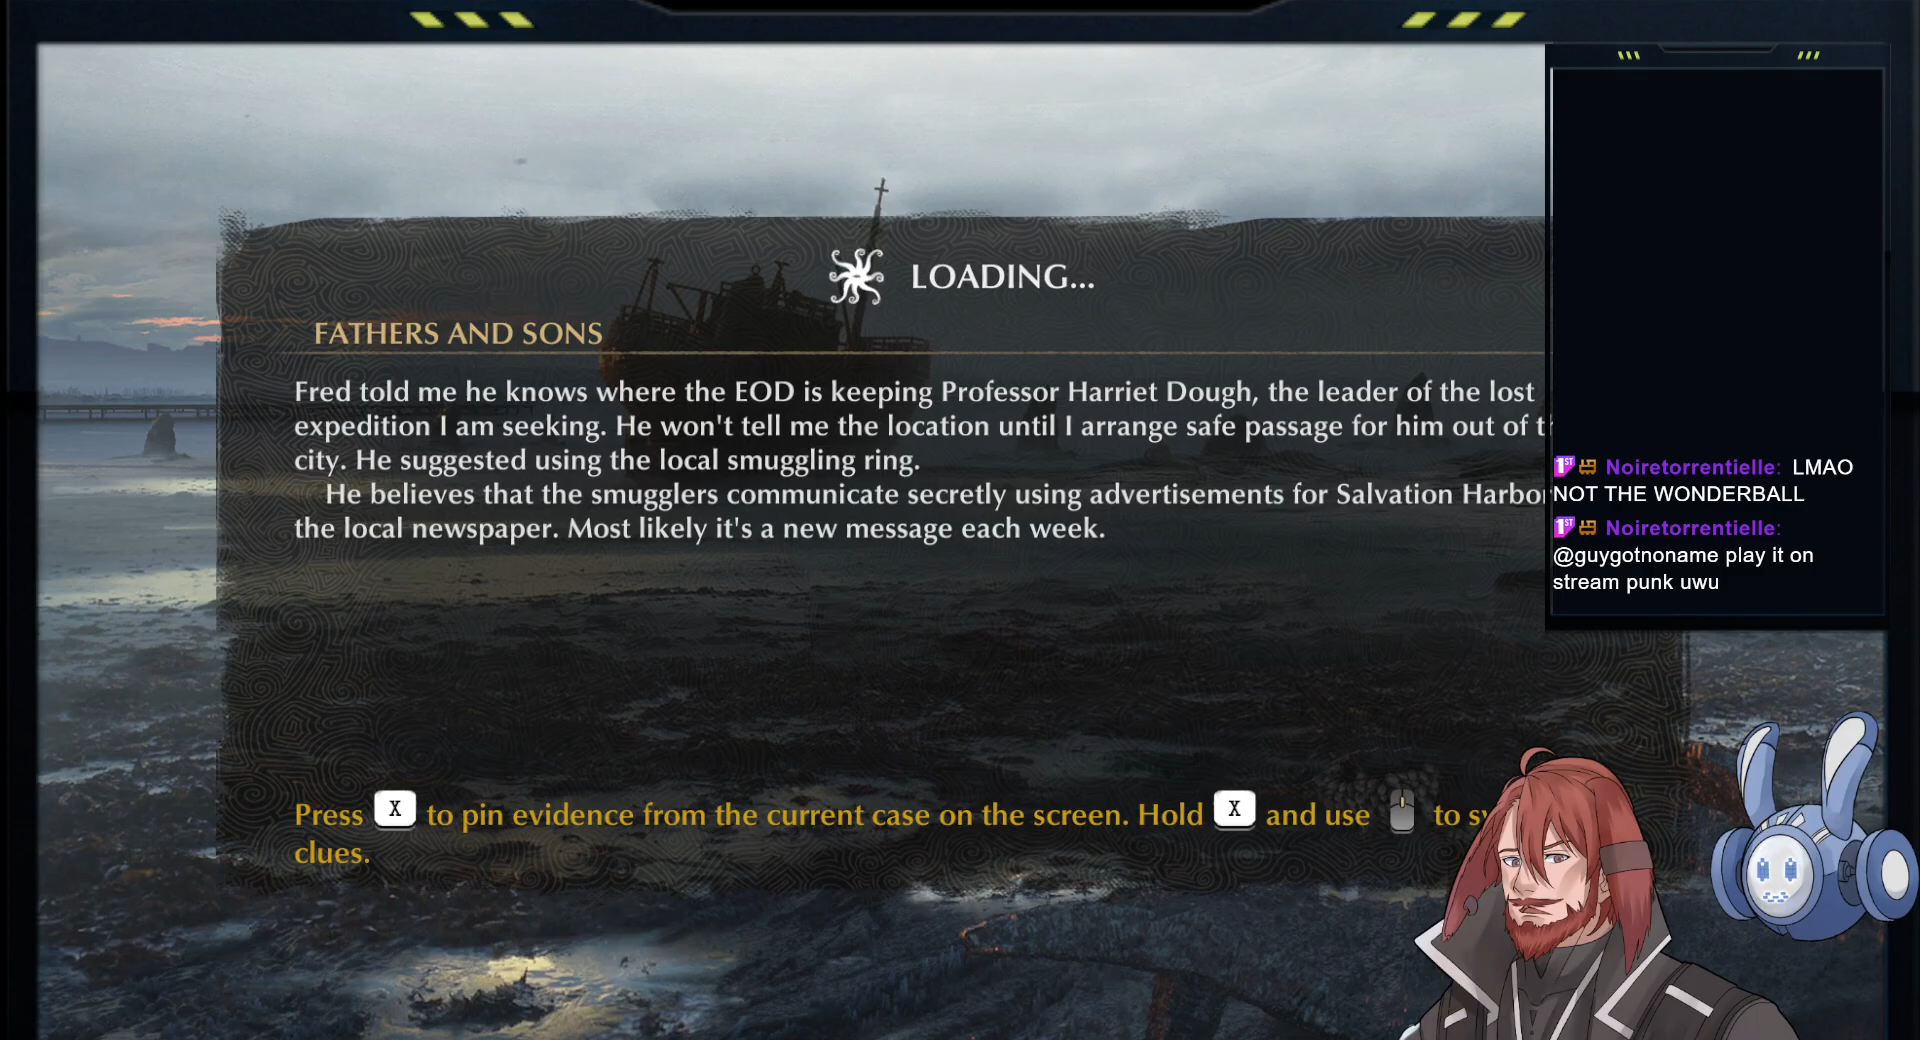 LOADING...
FATHERS AND SONS
Fred told me he knows where the EOD is keeping Professor Harriet Dough, the leader of the lost
expedition I am seeking. He won't tell me the location until I arrange safe passage for him out of
city. He suggested using the local smuggling ring.
He believes that the smugglers communicate secretly using advertisements for Salvation Harbor
the local newspaper. Most likely it's a new message each week.
Press X to pin evidence from the current case on the screen. Hold X and use to
clues.
1ST Noiretorrentielle: LMAO
NOT THE WONDERBALL
1ST Noiretorrentielle:
@guygotnoname play it on
stream punk uwu